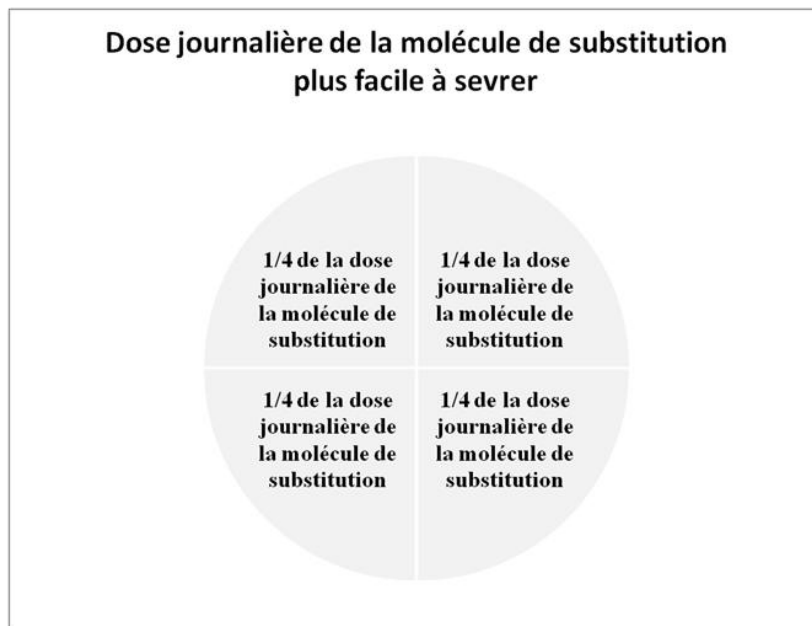 Dose journalière de la molécule de substitution
plus facile à sevrer
1/4 de la dose
journalière de
la molécule de
substitution
1/4 de la dose
journalière de
la molécule de
substitution
1/4 de la dose
journalière de
la molécule de
substitution
1/4 de la dose
journalière de
la molécule de
substitution